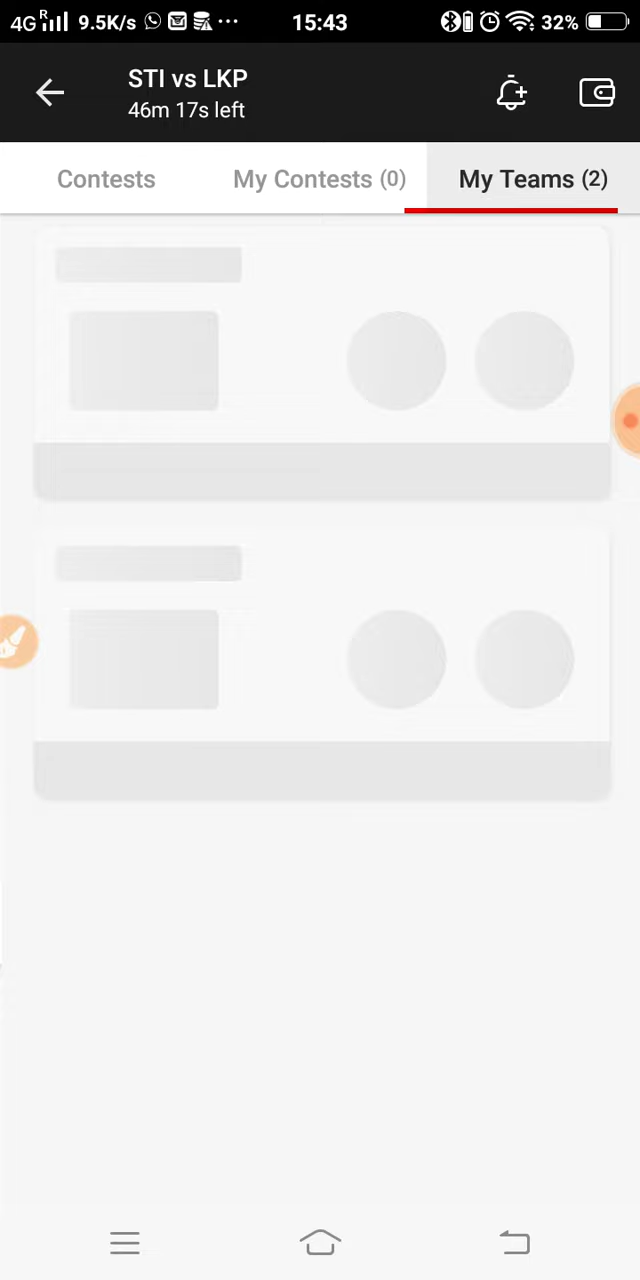 4G R 9.5K/s ... 15:43 32%
STI vs LKP
46m 17s left
Contests My Contests (0) My Teams (2)